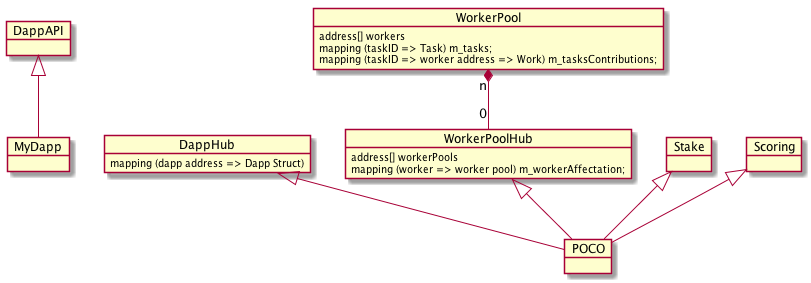 WorkerPool
address[] workers
mapping (taskID => Task) m_tasks;
mapping (taskID => worker address => Work) m_tasksContributions;
DappAPI
n
0
MyDapp
DappHub
mapping (dapp address => Dapp Struct)
WorkerPoolHub
address[] workerPools
mapping (worker => worker pool) m_workerAffectation;
Stake
Scoring
POCO